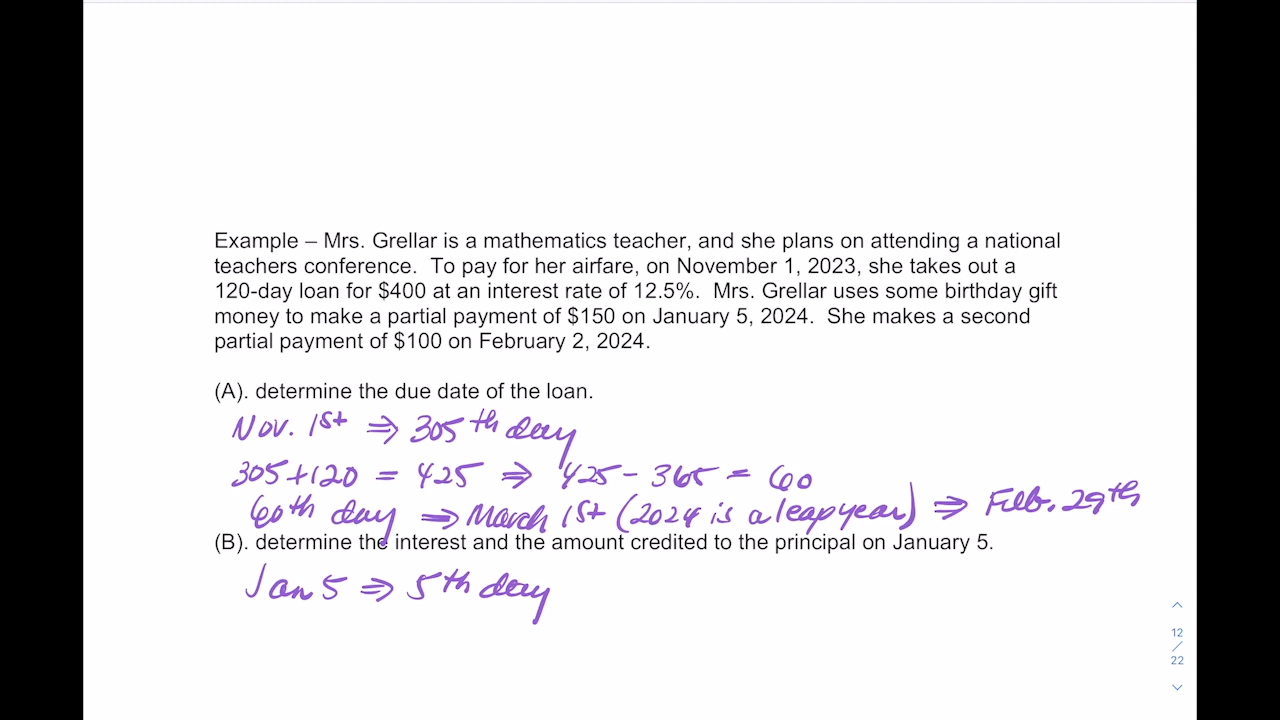 Example – Mrs. Grellar is a mathematics teacher, and she plans on attending a national
teachers conference. To pay for her airfare, on November 1, 2023, she takes out a
120-day loan for $400 at an interest rate of 12.5%. Mrs. Grellar uses some birthday gift
money to make a partial payment of $150 on January 5, 2024. She makes a second
partial payment of $100 on February 2, 2024.
(A). determine the due date of the loan.
Nov. 1st ⇒ 305th day
305+120 = 425 ⇒ 425 - 365 = 60
60th day ⇒ March 1st (2024 is a leap year) ⇒ Feb. 29th
(B). determine the interest and the amount credited to the principal on January 5.
Jan 5 ⇒ 5th day
12
/
22